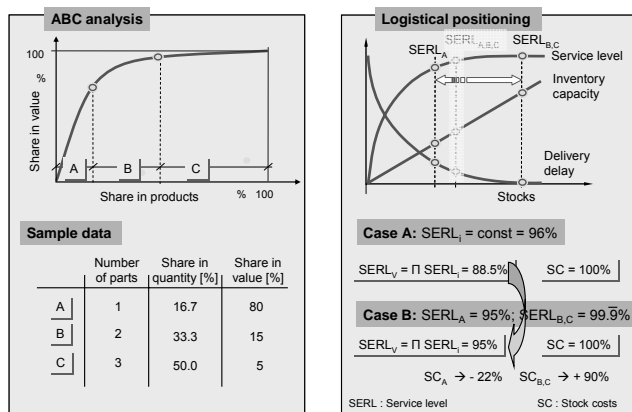 ABC analysis
100
%
Share in value
A B C
Share in products
% 100
Sample data
Number of parts Share in quantity [%] Share in value [%]
A 1 16.7 80
B 2 33.3 15
C 3 50.0 5
Logistical positioning
SERL_A SERL_A,B,C SERL_B,C
Service level
Inventory capacity
Delivery delay
Stocks
Case A: SERL_i = const = 96%
SERL_V = Π SERL_i = 88.5% SC = 100%
Case B: SERL_A = 95%; SERL_B,C = 99.9̅%
SERL_V = Π SERL_i = 95% SC = 100%
SC_A → - 22% SC_B,C → + 90%
SERL : Service level SC : Stock costs